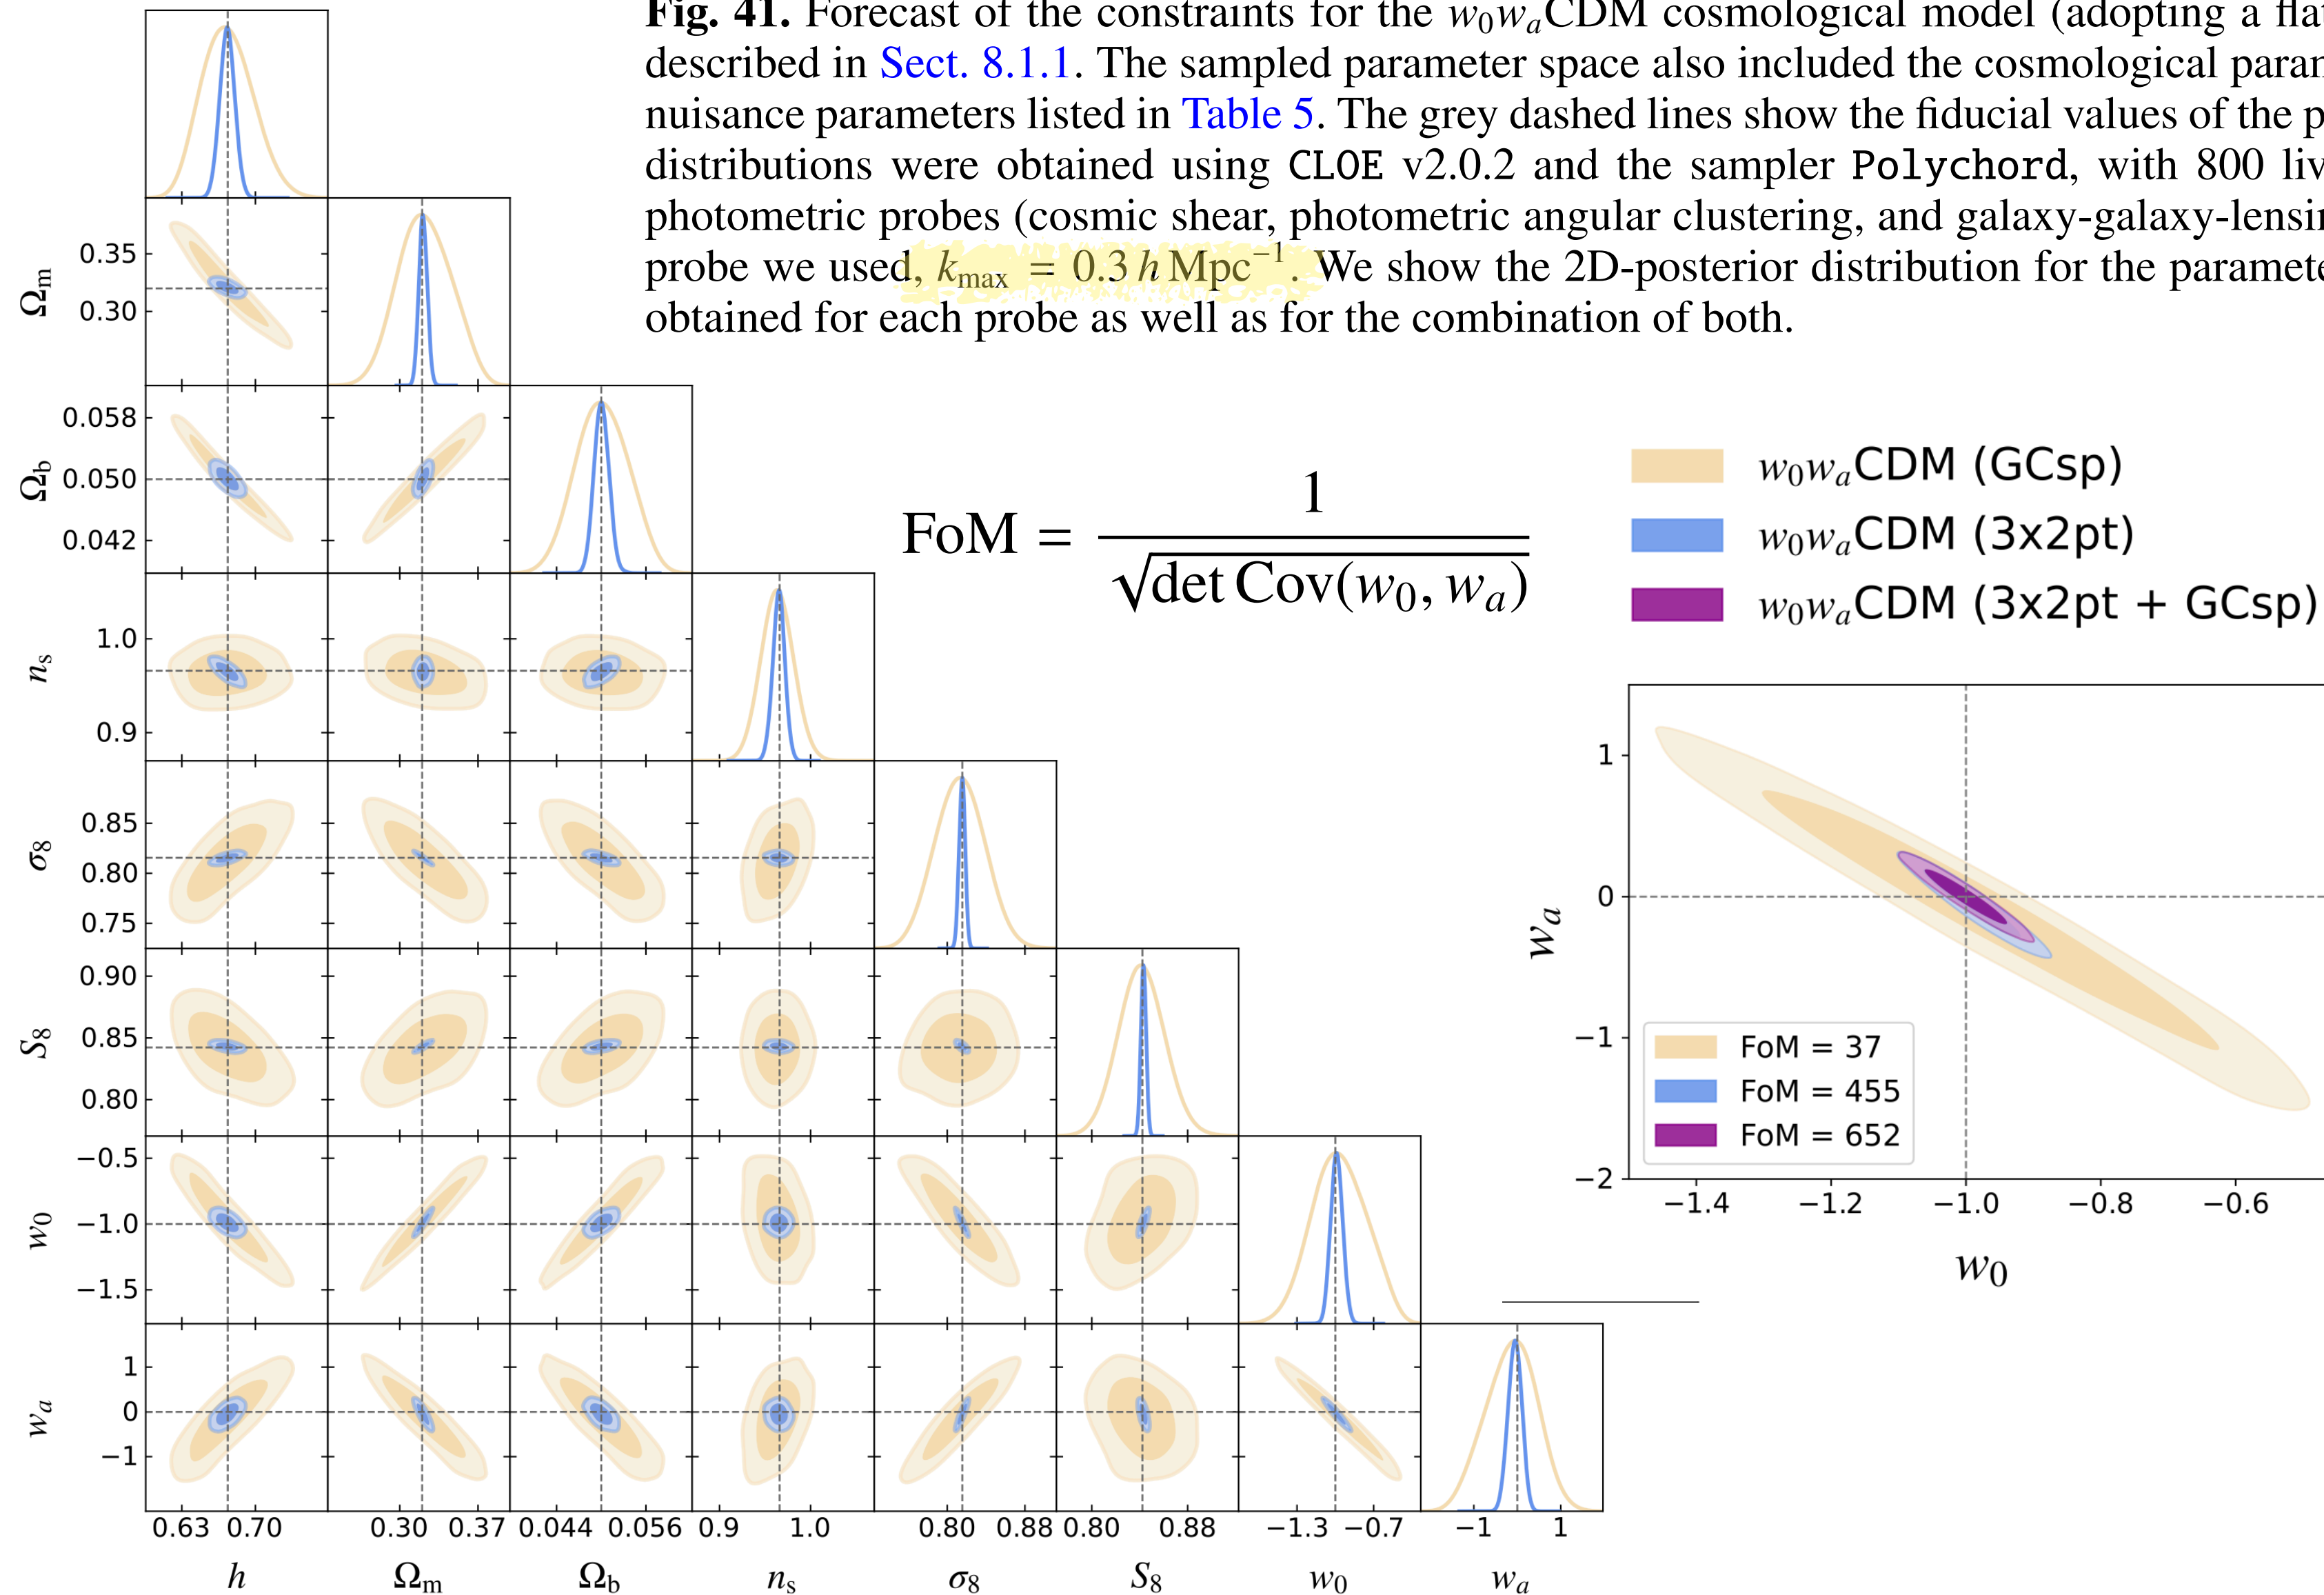 Fig. 41. Forecast of the constraints for the w₀wₐCDM cosmological model (adopting a flat
described in Sect. 8.1.1. The sampled parameter space also included the cosmological param
nuisance parameters listed in Table 5. The grey dashed lines show the fiducial values of the p
distributions were obtained using CLOE v2.0.2 and the sampler Polychord, with 800 liv
photometric probes (cosmic shear, photometric angular clustering, and galaxy-galaxy-lensin
probe we used, k_max = 0.3 h Mpc⁻¹. We show the 2D-posterior distribution for the paramete
obtained for each probe as well as for the combination of both.
FoM = 1 / √det Cov(w₀, wₐ)
w₀wₐCDM (GCsp)
w₀wₐCDM (3x2pt)
w₀wₐCDM (3x2pt + GCsp)
Ωm
0.35
0.30
Ωb
0.058
0.050
0.042
nₛ
1.0
0.9
σ₈
0.85
0.80
0.75
S₈
0.90
0.85
0.80
w₀
−0.5
−1.0
−1.5
wₐ
1
0
−1
0.63 0.70 0.30 0.37 0.044 0.056 0.9 1.0 0.80 0.88 0.80 0.88 −1.3 −0.7 −1 1
h Ωm Ωb nₛ σ₈ S₈ w₀ wₐ
wₐ
1
0
−1
−2
FoM = 37
FoM = 455
FoM = 652
−1.4 −1.2 −1.0 −0.8 −0.6
w₀